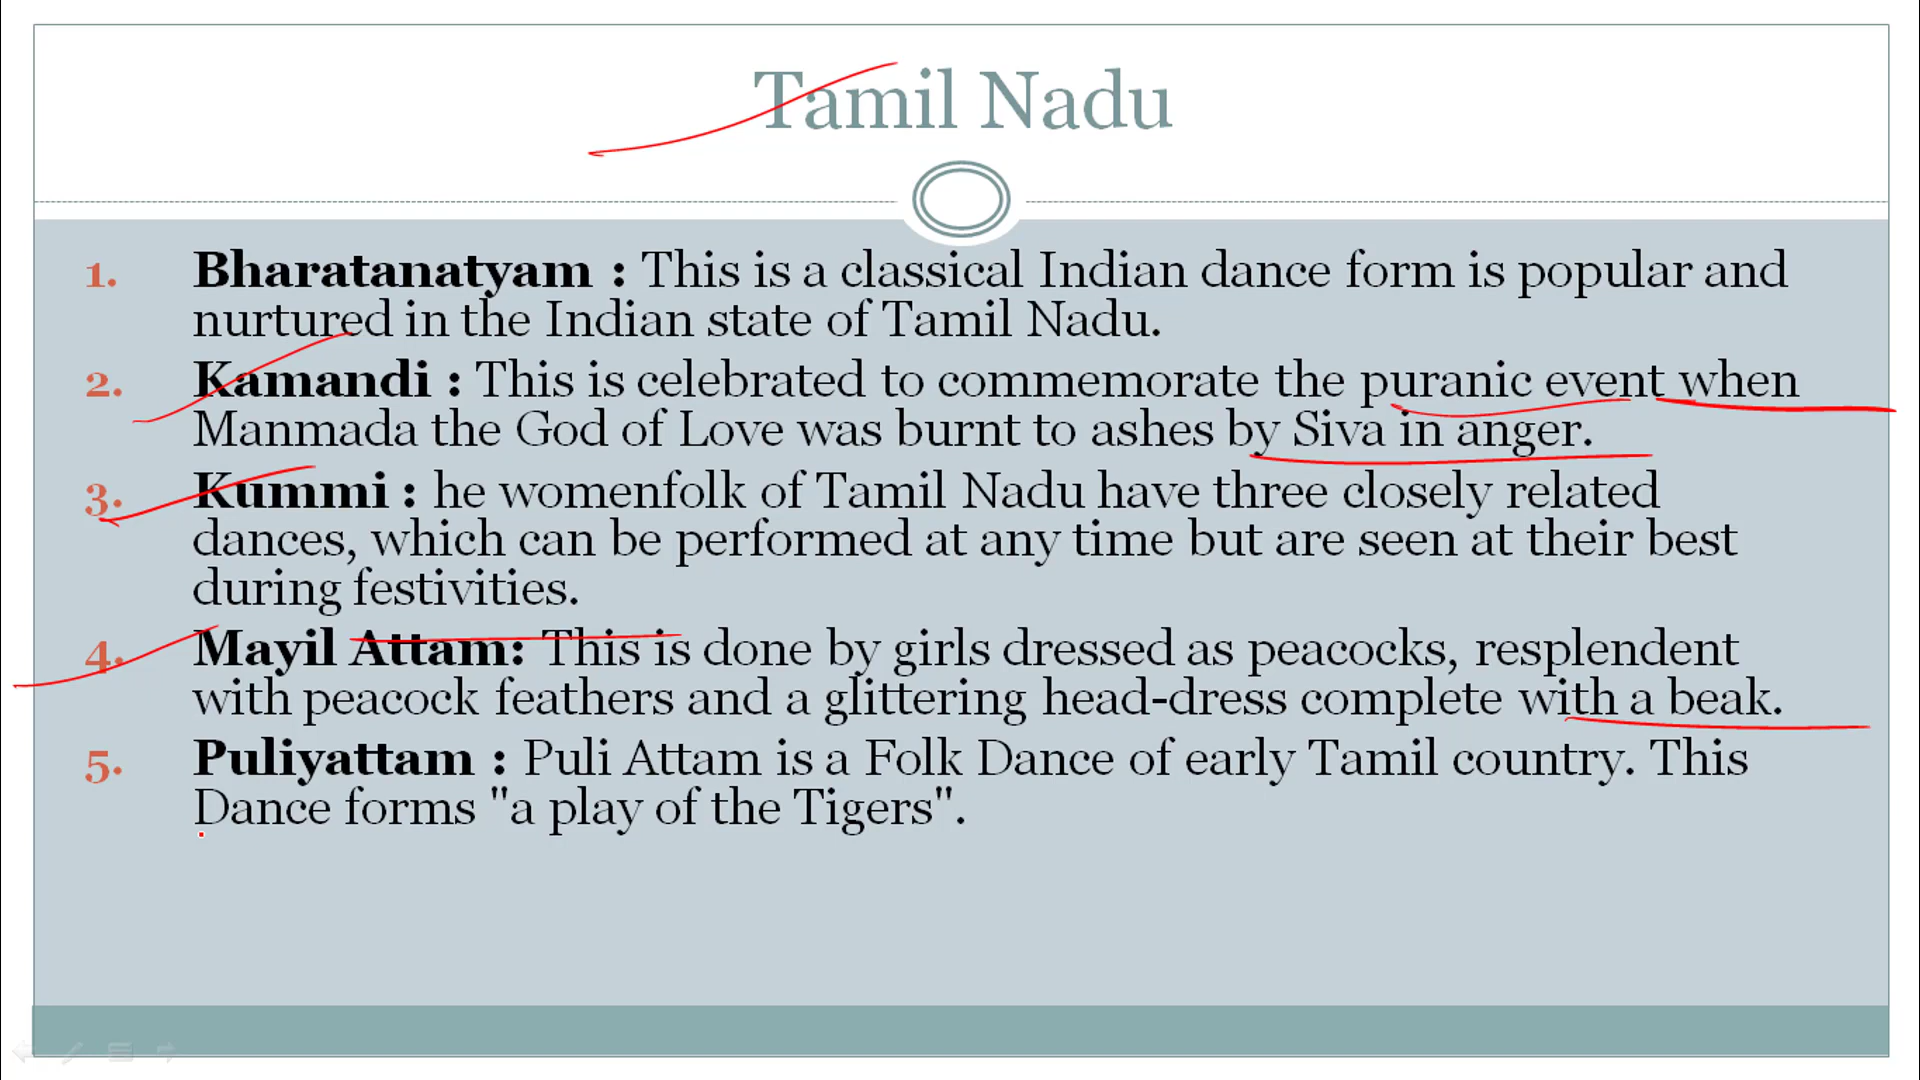 Tamil Nadu
1. Bharatanatyam : This is a classical Indian dance form is popular and
nurtured in the Indian state of Tamil Nadu.
2. Kamandi : This is celebrated to commemorate the puranic event when
Manmada the God of Love was burnt to ashes by Siva in anger.
3. Kummi : he womenfolk of Tamil Nadu have three closely related
dances, which can be performed at any time but are seen at their best
during festivities.
4. Mayil Attam: This is done by girls dressed as peacocks, resplendent
with peacock feathers and a glittering head-dress complete with a beak.
5. Puliyattam : Puli Attam is a Folk Dance of early Tamil country. This
Dance forms "a play of the Tigers".